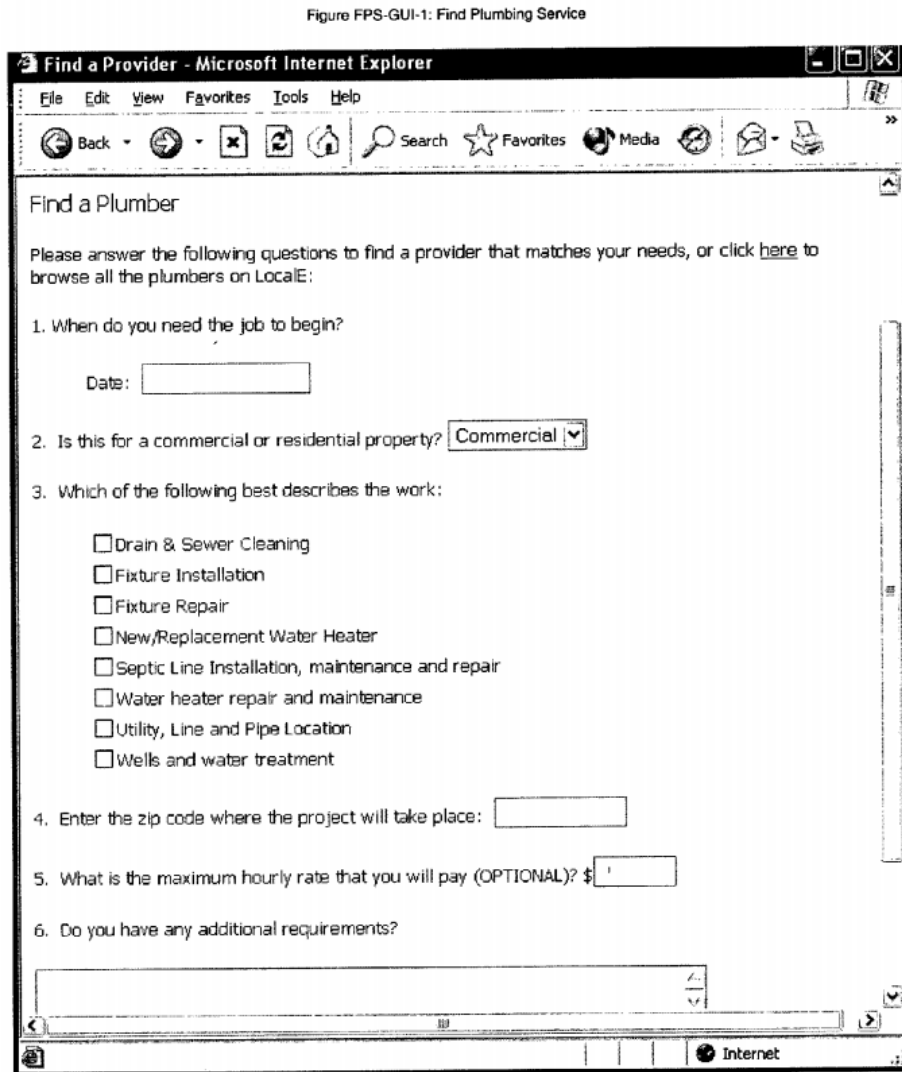 Figure FPS-GUI-1: Find Plumbing Service
Find a Provider - Microsoft Internet Explorer
File Edit View Favorites Tools Help
Back Search Favorites Media
Find a Plumber
Please answer the following questions to find a provider that matches your needs, or click here to
browse all the plumbers on LocalE:
1. When do you need the job to begin?
Date:
2. Is this for a commercial or residential property? Commercial
3. Which of the following best describes the work:
Drain & Sewer Cleaning
Fixture Installation
Fixture Repair
New/Replacement Water Heater
Septic Line Installation, maintenance and repair
Water heater repair and maintenance
Utility, Line and Pipe Location
Wells and water treatment
4. Enter the zip code where the project will take place:
5. What is the maximum hourly rate that you will pay (OPTIONAL)? $
6. Do you have any additional requirements?
Internet